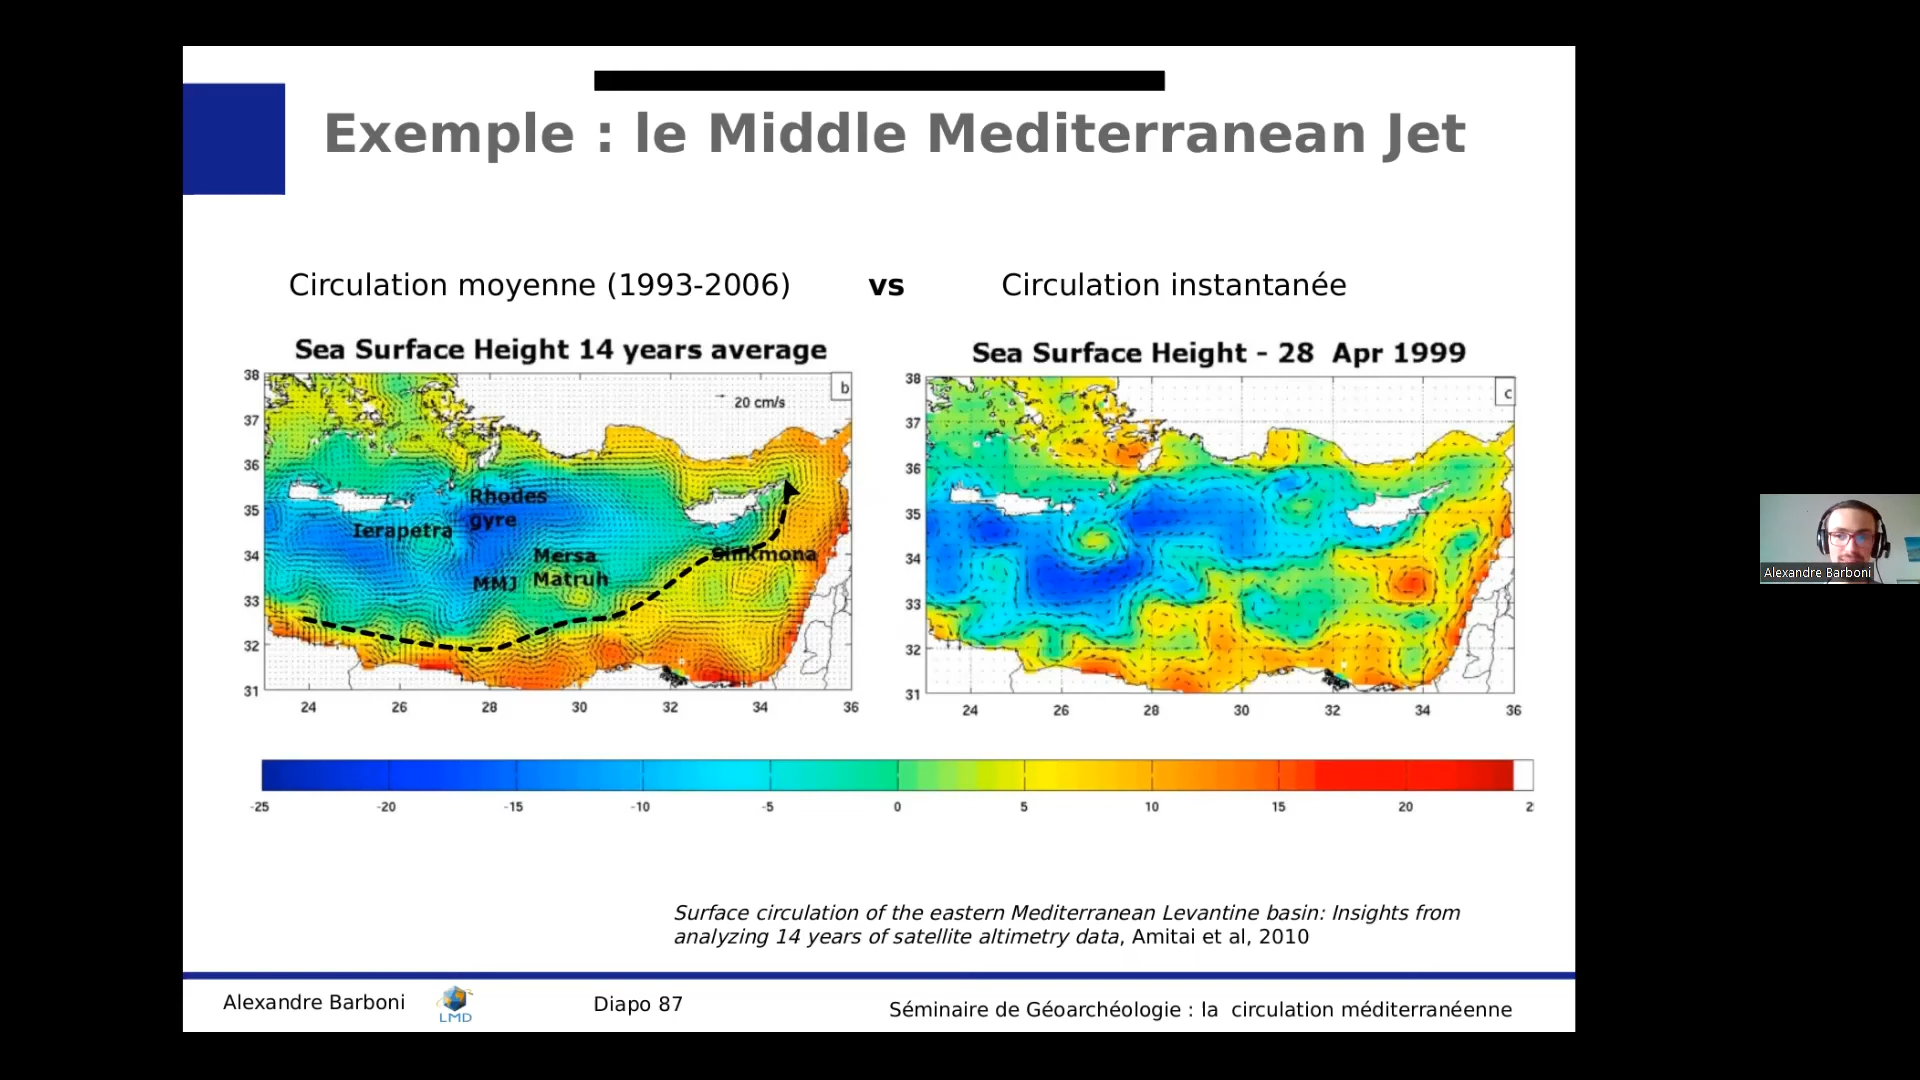 Exemple : le Middle Mediterranean Jet
Circulation moyenne (1993-2006)
vs
Circulation instantanée
Sea Surface Height 14 years average
b
20 cm/s
38
37
36
35
34
33
32
31
24
26
28
30
32
34
36
Rhodes
gyre
Ierapetra
Mersa
Matruh
MMJ
Shikmona
Sea Surface Height - 28 Apr 1999
c
38
37
36
35
34
33
32
31
24
26
28
30
32
34
36
-25
-20
-15
-10
-5
0
5
10
15
20
2
Surface circulation of the eastern Mediterranean Levantine basin: Insights from
analyzing 14 years of satellite altimetry data, Amitai et al, 2010
Alexandre Barboni
LMD
Diapo 87
Séminaire de Géoarchéologie : la circulation méditerranéenne
Alexandre Barboni